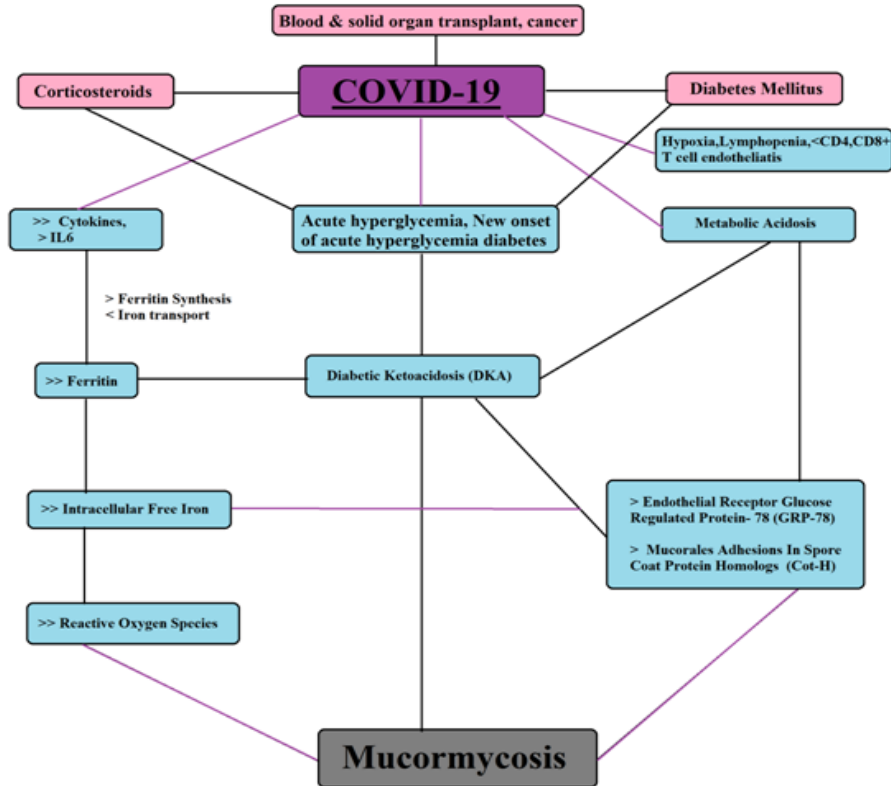 Blood & solid organ transplant, cancer
Corticosteroids
COVID-19
Diabetes Mellitus
Hypoxia,Lymphopenia,<CD4,CD8+
T cell endotheliatis
>> Cytokines,
> IL6
Acute hyperglycemia, New onset
of acute hyperglycemia diabetes
Metabolic Acidosis
> Ferritin Synthesis
< Iron transport
>> Ferritin
Diabetic Ketoacidosis (DKA)
>> Intracellular Free Iron
> Endothelial Receptor Glucose
Regulated Protein- 78 (GRP-78)
> Mucorales Adhesions In Spore
Coat Protein Homologs (Cot-H)
>> Reactive Oxygen Species
Mucormycosis